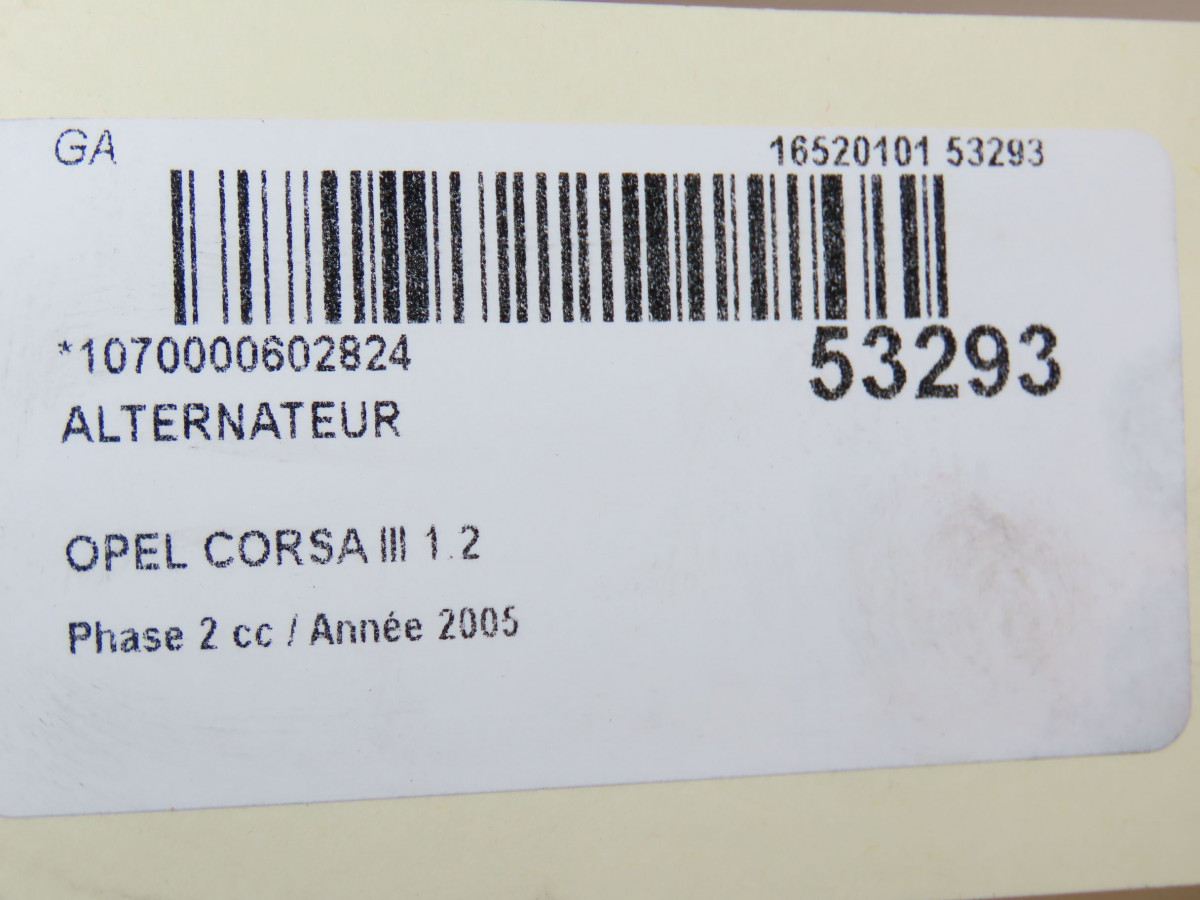 GA 16520101 53293
*1070000602824 53293
ALTERNATEUR
OPEL CORSA III 1.2
Phase 2 cc / Année 2005